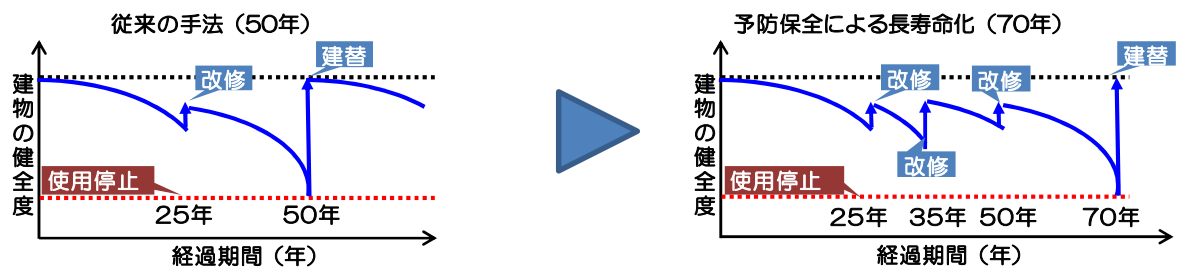 従来の手法（50年）
建物の健全度
改修
建替
使用停止
25年
50年
経過期間（年）
予防保全による長寿命化（70年）
建物の健全度
改修
改修
改修
建替
使用停止
25年
35年
50年
70年
経過期間（年）